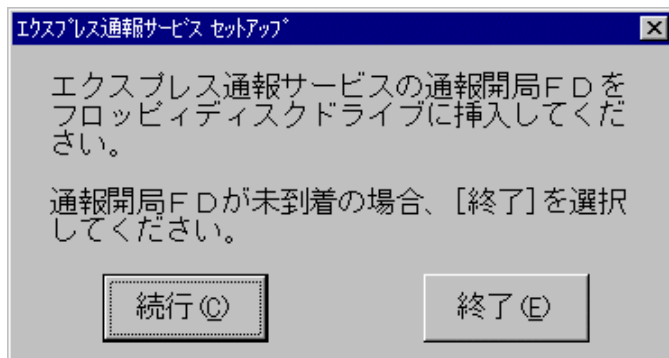 ｴｸｽﾌﾟﾚｽ通報ｻｰﾋﾞｽ ｾｯﾄｱｯﾌﾟ
エクスプレス通報サービスの通報開局ＦＤを
フロッピィディスクドライブに挿入してくだ
さい。
通報開局ＦＤが未到着の場合、[終了]を選択
してください。
続行(C)
終了(E)